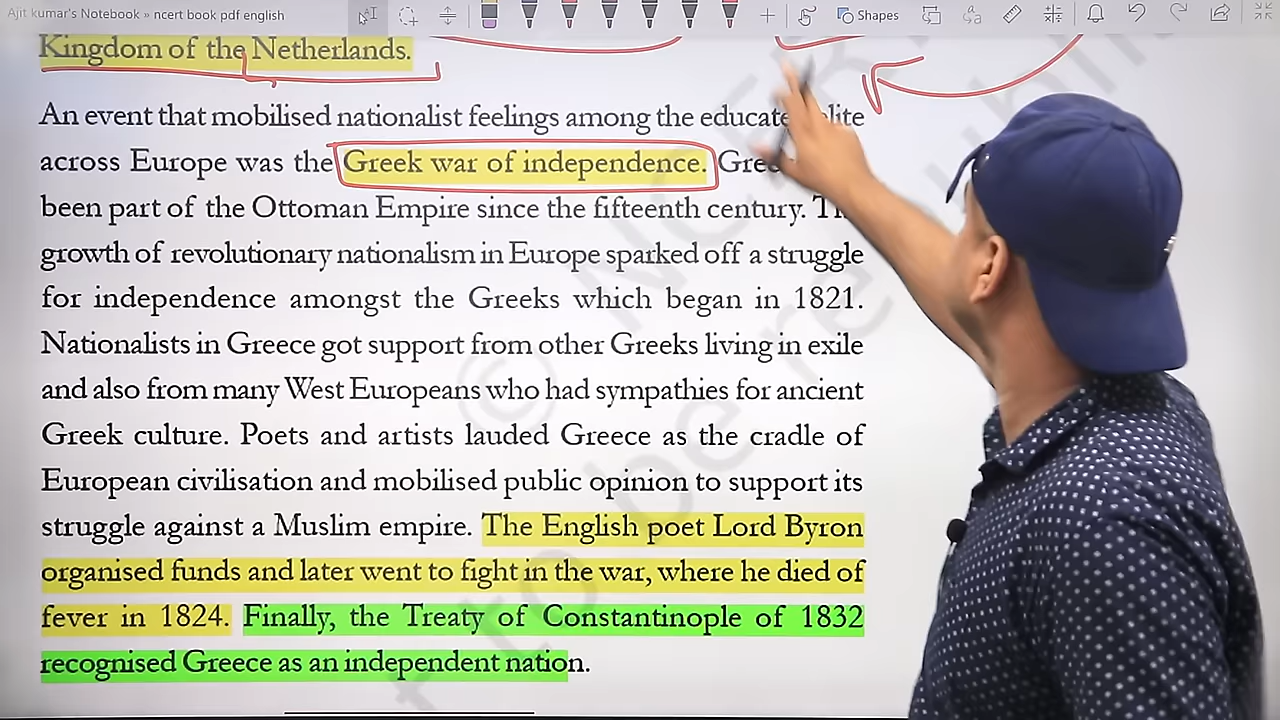 Ajit kumar's Notebook » ncert book pdf english
Shapes
Kingdom of the Netherlands.
An event that mobilised nationalist feelings among the
across Europe was the Greek war of independence.
been part of the Ottoman Empire since the fifteenth century.
growth of revolutionary nationalism in Europe sparked off a struggle
for independence amongst the Greeks which began in 1821.
Nationalists in Greece got support from other Greeks living in exile
and also from many West Europeans who had sympathies for ancient
Greek culture. Poets and artists lauded Greece as the cradle of
European civilisation and mobilised public opinion to support its
struggle against a Muslim empire. The English poet Lord Byron
organised funds and later went to fight in the war, where he died of
fever in 1824. Finally, the Treaty of Constantinople of 1832
recognised Greece as an independent nation.
© NCER
to be re